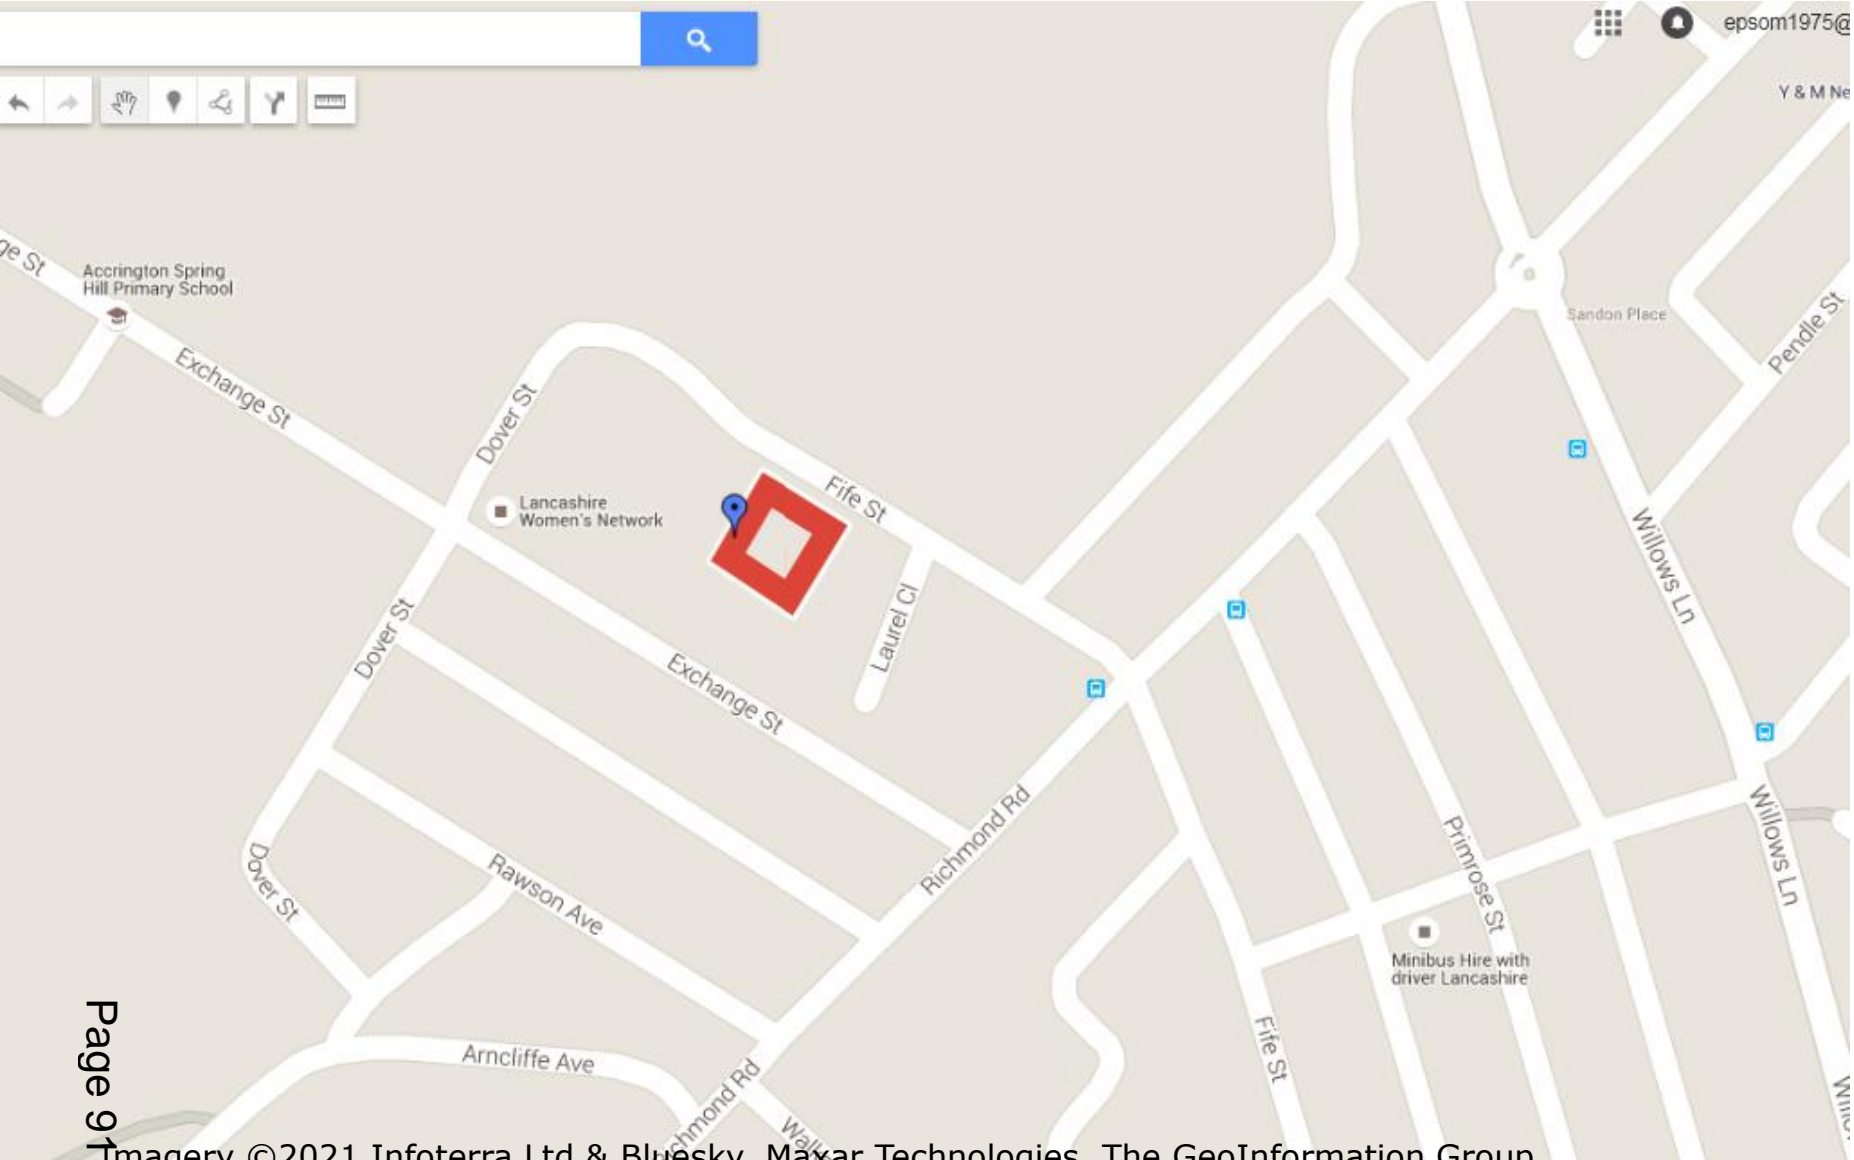 epsom1975@
Y & M Ne
ge St
Accrington Spring
Hill Primary School
Sandon Place
Pendle St
Exchange St
Dover St
Fife St
Lancashire
Women's Network
Willows Ln
Laurel Cl
Dover St
Exchange St
Richmond Rd
Willows Ln
Primrose St
Dover St
Rawson Ave
Minibus Hire with
driver Lancashire
Fife St
Arncliffe Ave
chmond Rd
Page 91
Imagery ©2021 Infoterra Ltd & Bluesky, Maxar Technologies, The GeoInformation Group